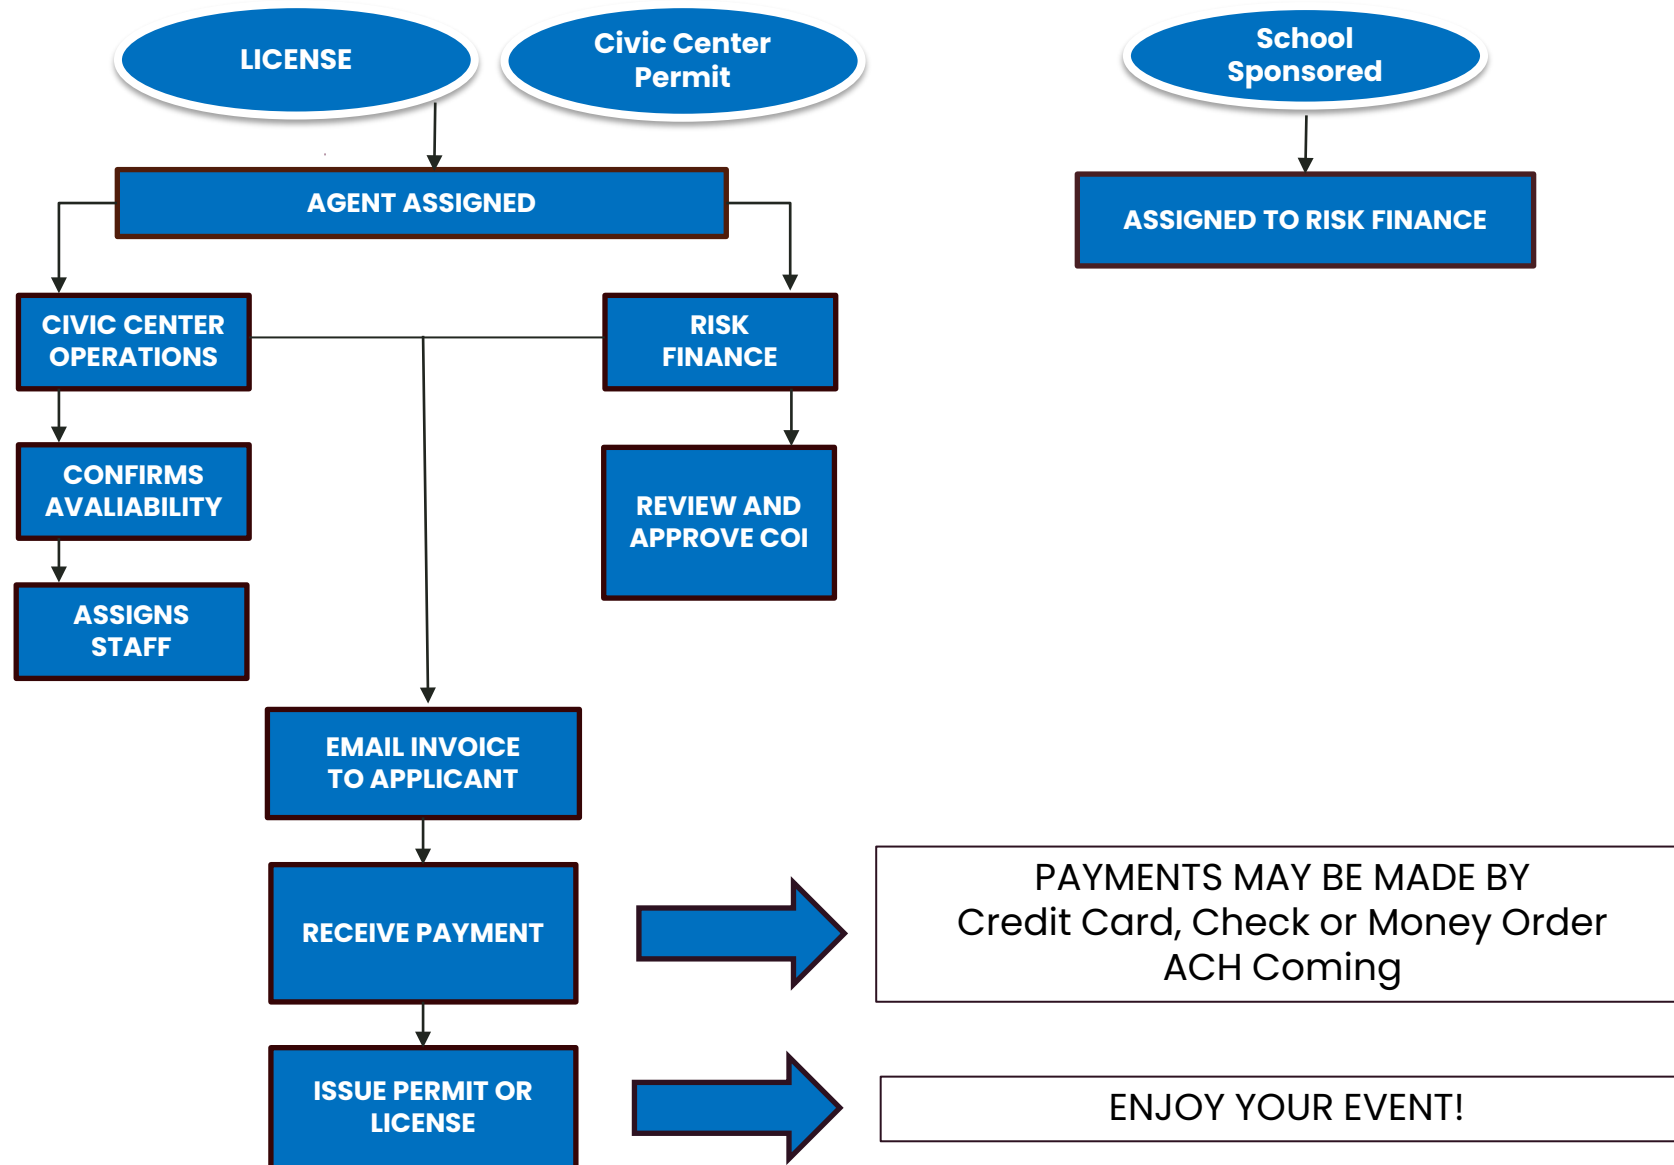 LICENSE
Civic Center
Permit
School
Sponsored
AGENT ASSIGNED
ASSIGNED TO RISK FINANCE
CIVIC CENTER
OPERATIONS
RISK
FINANCE
CONFIRMS
AVALIABILITY
REVIEW AND
APPROVE COI
ASSIGNS
STAFF
EMAIL INVOICE
TO APPLICANT
RECEIVE PAYMENT
PAYMENTS MAY BE MADE BY
Credit Card, Check or Money Order
ACH Coming
ISSUE PERMIT OR
LICENSE
ENJOY YOUR EVENT!